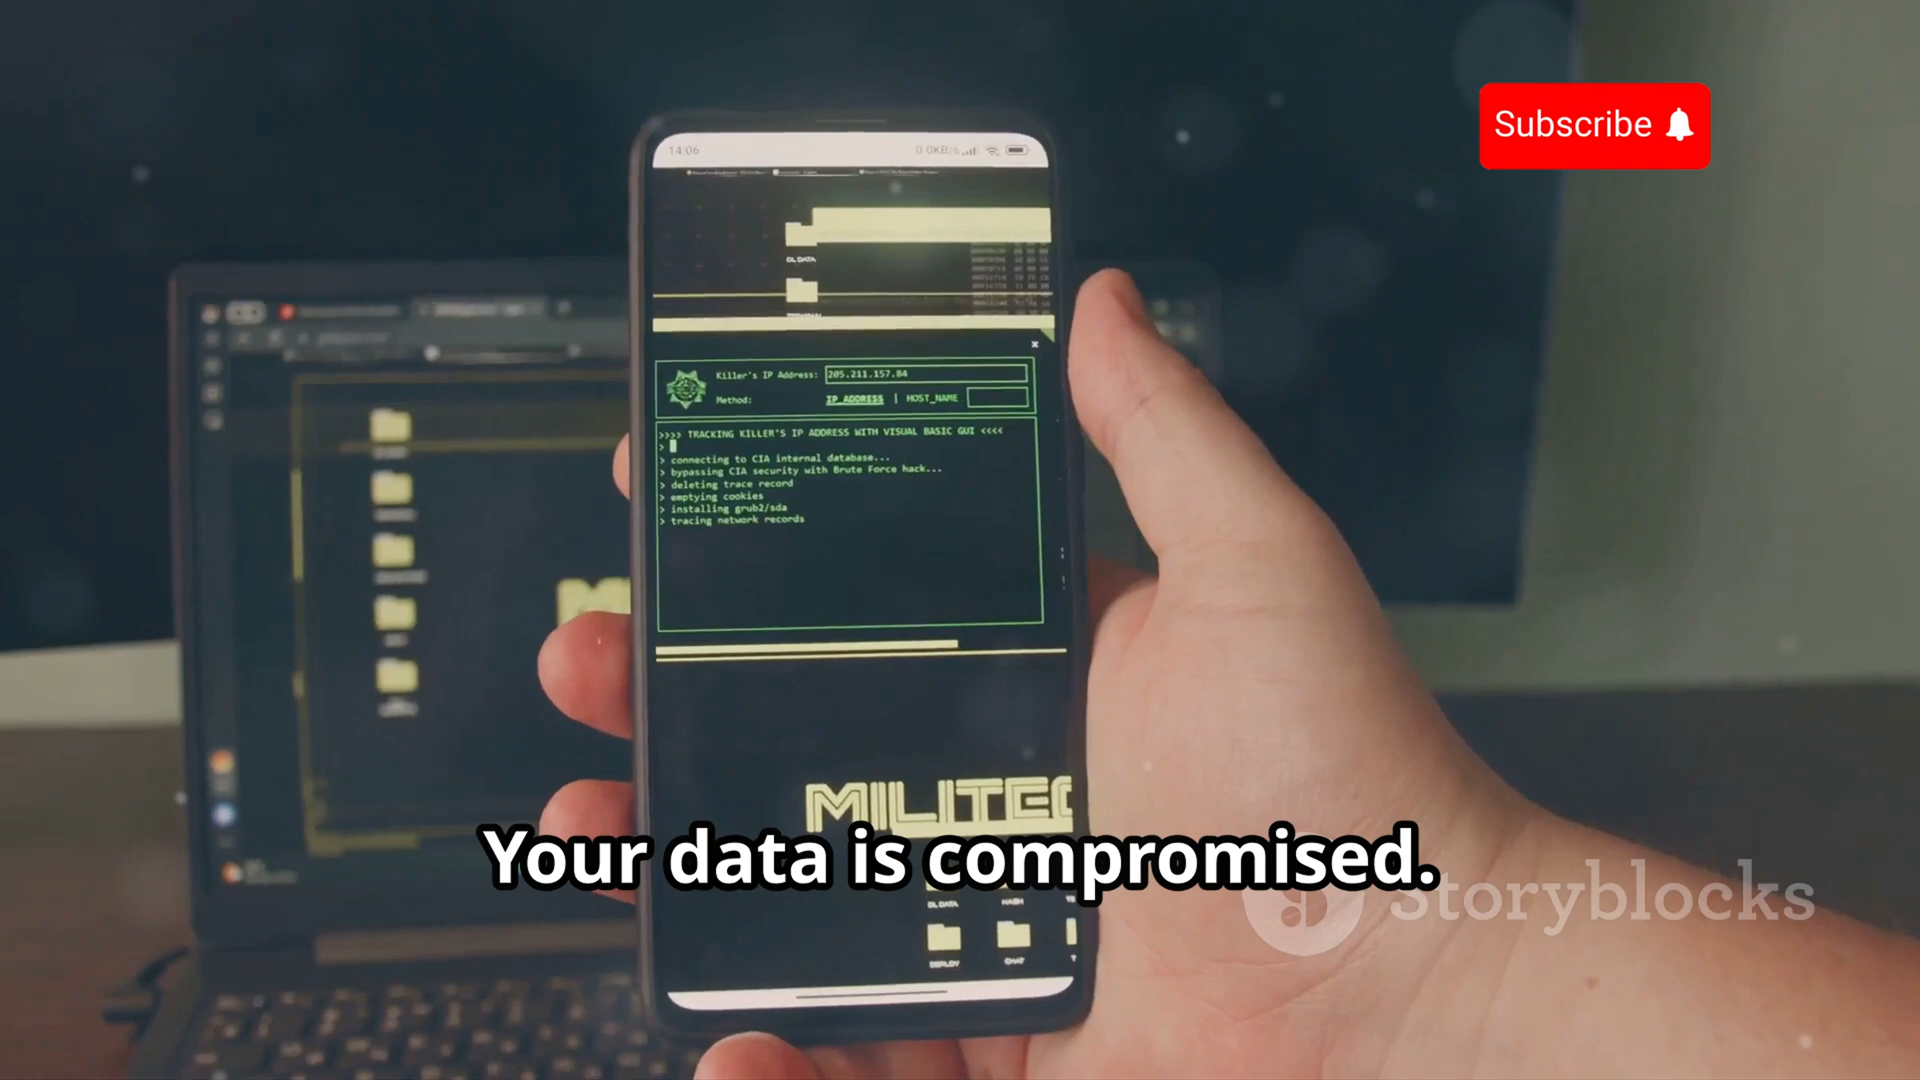 Subscribe
14:06
0.0KB/s
DL DATA
Killer's IP Address: 205.211.157.84
Method: IP_ADDRESS | HOST_NAME
>>>> TRACKING KILLER'S IP ADDRESS WITH VISUAL BASIC GUI <<<<
>
> connecting to CIA internal database...
> bypassing CIA security with Brute Force hack...
> deleting trace record
> emptying cookies
> installing grub2/sda
> tracing network records
MILITEC
Your data is compromised.
Storyblocks
DL DATA
HASH
DEPLOY
CHAT